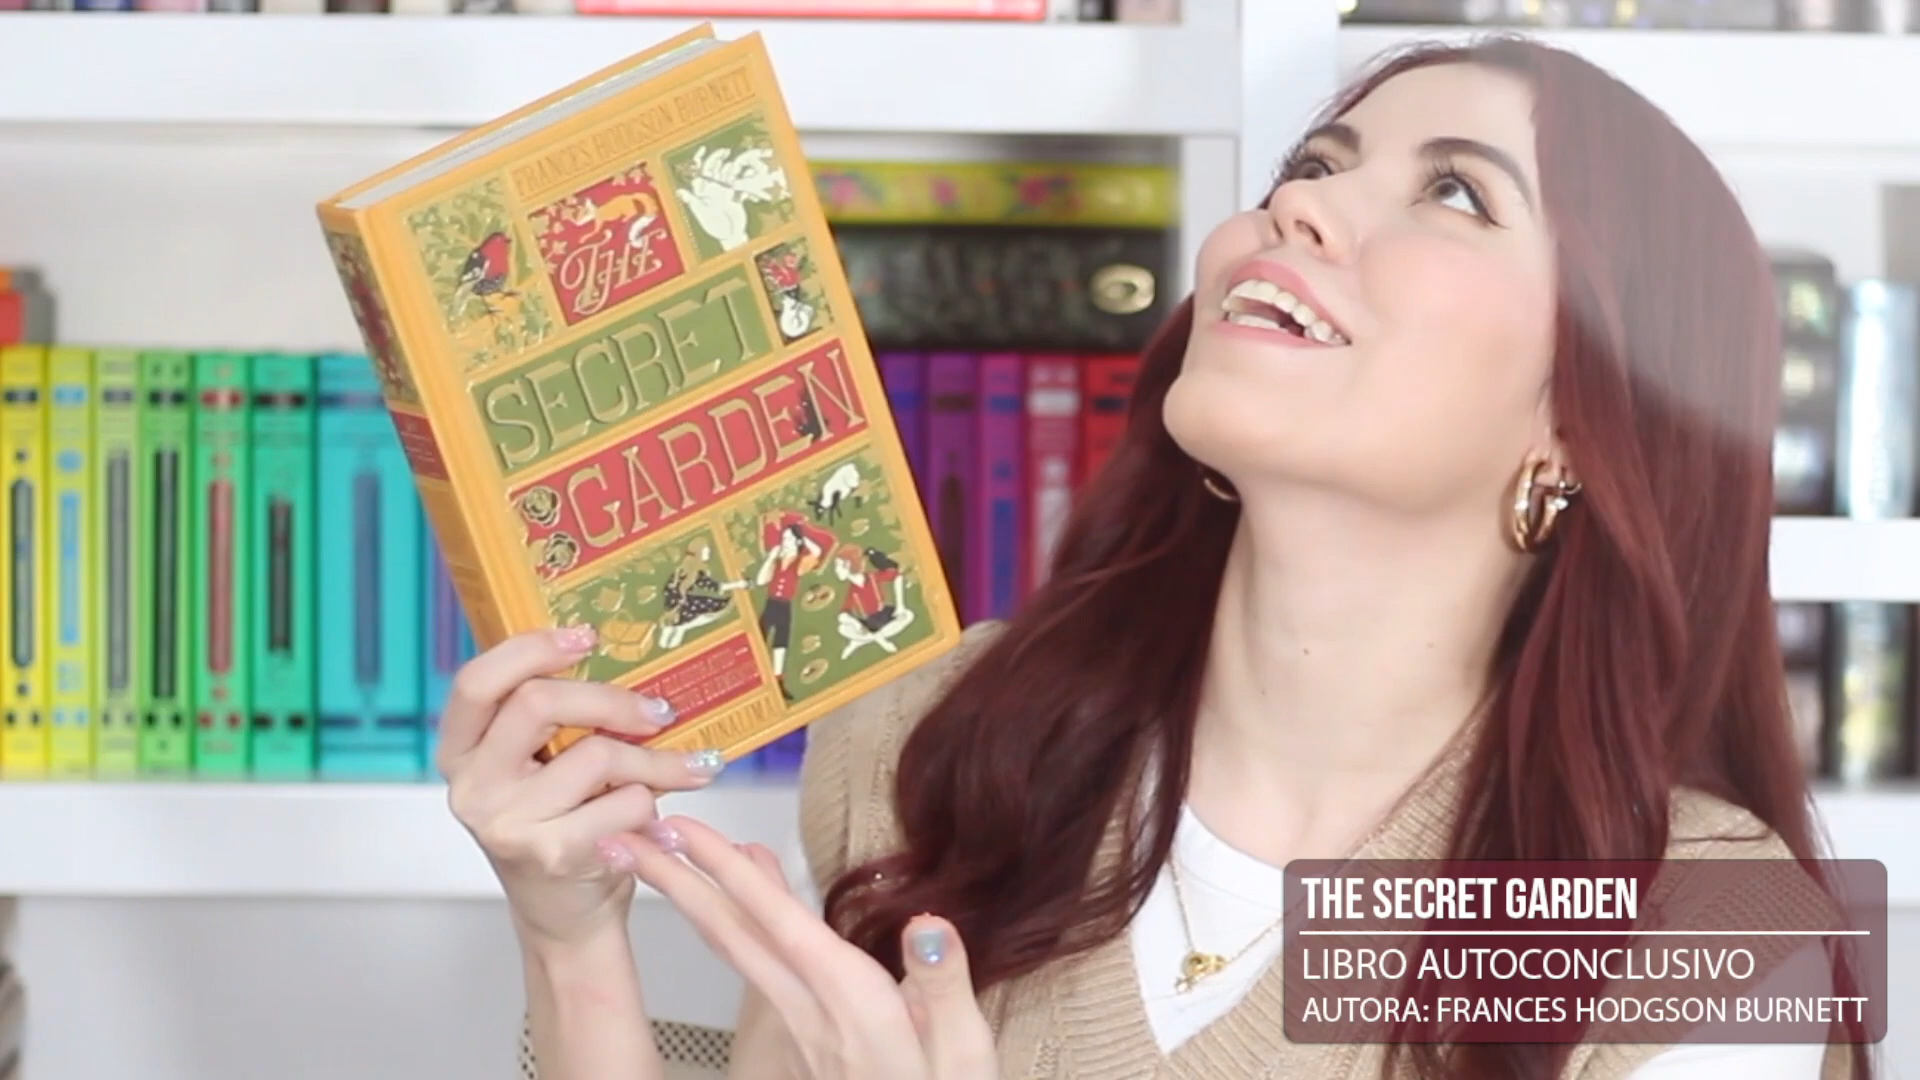 FRANCES HODGSON BURNETT
THE
SECRET
GARDEN
MINALIMA
THE SECRET GARDEN
LIBRO AUTOCONCLUSIVO
AUTORA: FRANCES HODGSON BURNETT